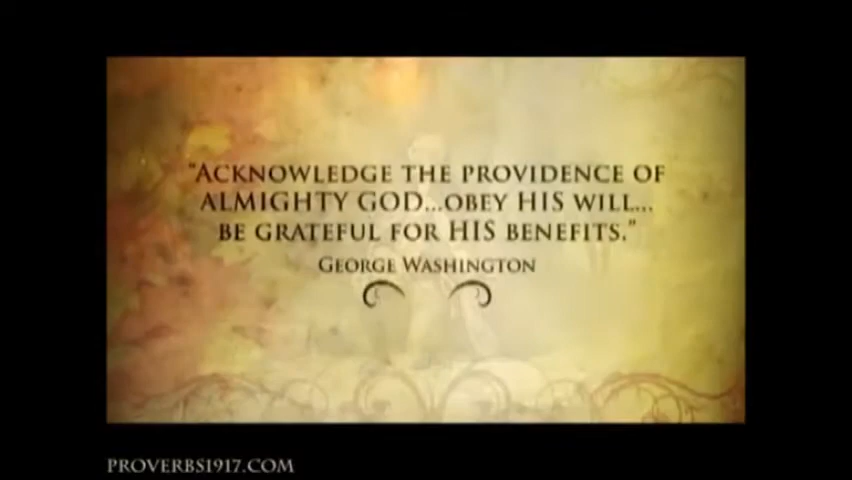 "ACKNOWLEDGE THE PROVIDENCE OF
ALMIGHTY GOD...OBEY HIS WILL...
BE GRATEFUL FOR HIS BENEFITS."
GEORGE WASHINGTON
PROVERBS1917.COM